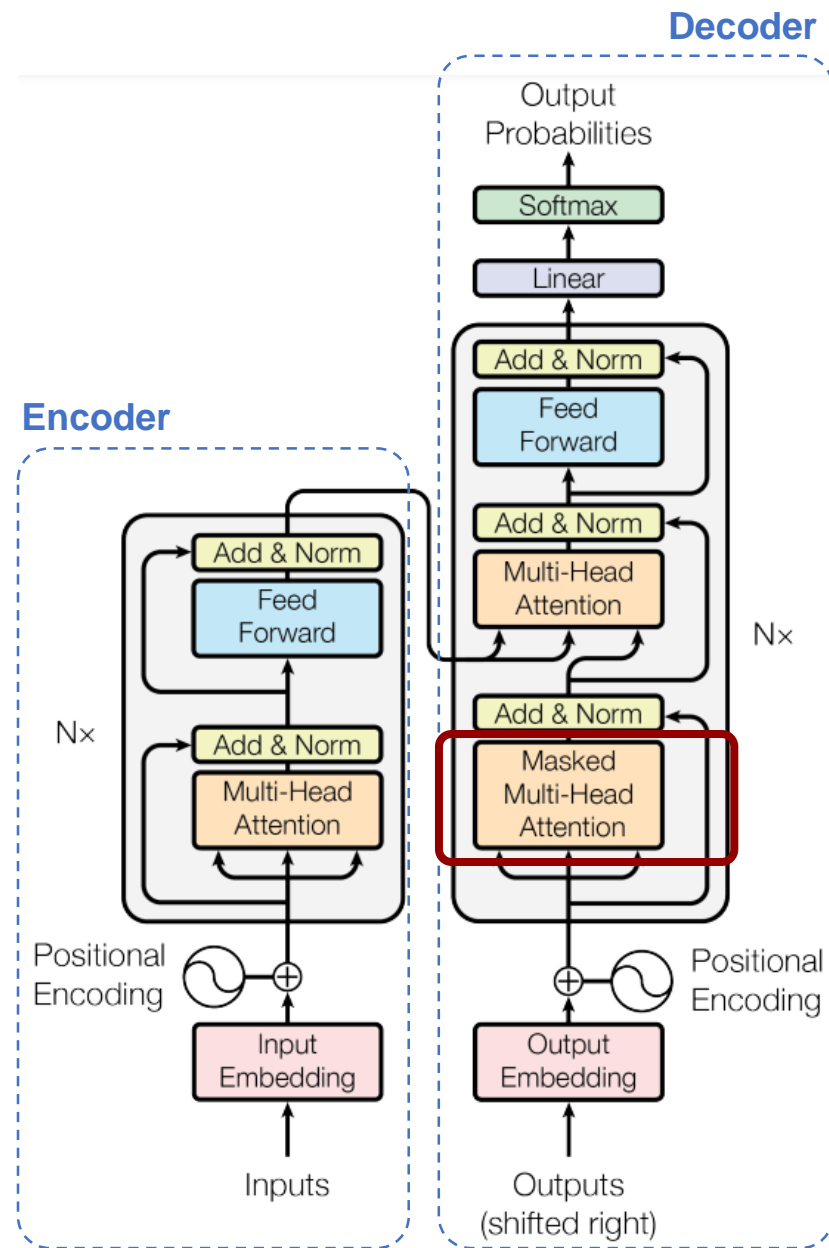 Decoder
Output
Probabilities
Softmax
Linear
Add & Norm
Feed
Forward
Add & Norm
Multi-Head
Attention
Nx
Add & Norm
Masked
Multi-Head
Attention
Positional
Encoding
Output
Embedding
Outputs
(shifted right)
Encoder
Add & Norm
Feed
Forward
Nx
Add & Norm
Multi-Head
Attention
Positional
Encoding
Input
Embedding
Inputs